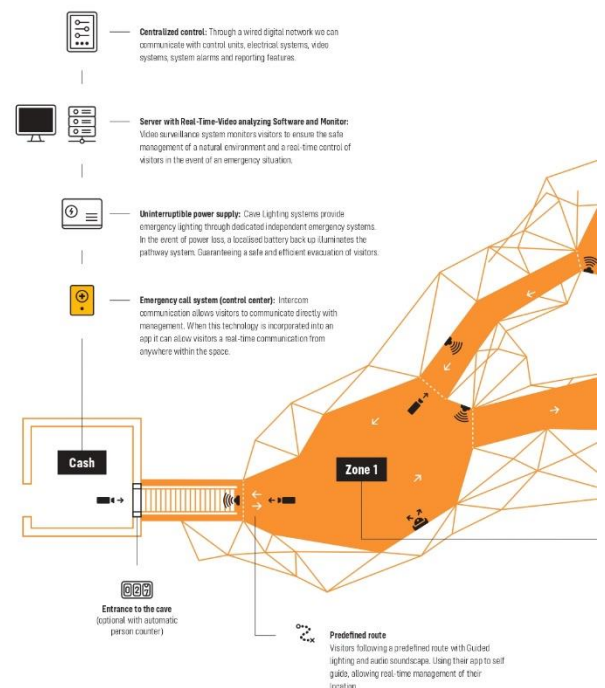 Centralized control: Through a wired digital network we can
communicate with control units, electrical systems, video
systems, system alarms and reporting features.
Server with Real-Time-Video analyzing Software and Monitor:
Video surveillance system monitors visitors to ensure the safe
management of a natural environment and a real-time control of
visitors in the event of an emergency situation.
Uninterruptible power supply: Cave Lighting systems provide
emergency lighting through dedicated independent emergency systems.
In the event of power loss, a localised battery back up illuminates the
pathway system. Guaranteeing a safe and efficient evacuation of visitors.
Emergency call system (control center): Intercom
communication allows visitors to communicate directly with
management. When this technology is incorporated into an
app it can allow visitors a real-time communication from
anywhere within the space.
Cash
Zone 1
027
Entrance to the cave
(optional with automatic
person counter)
Predefined route
Visitors following a predefined route with Guided
lighting and audio soundscape. Using their app to self
guide, allowing real-time management of their
location.